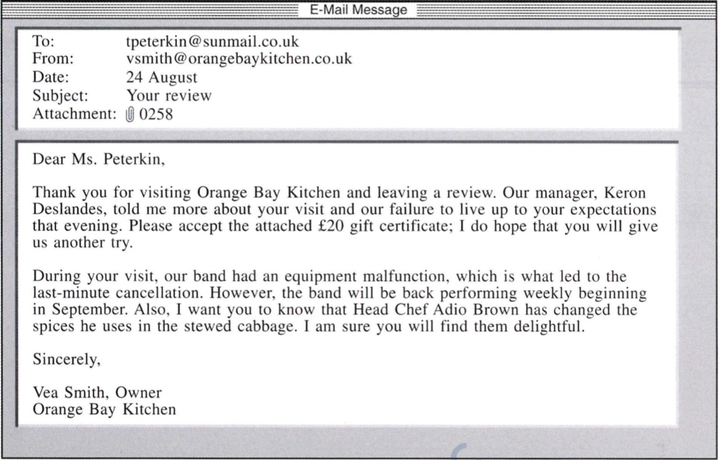 E-Mail Message
To: tpeterkin@sunmail.co.uk
From: vsmith@orangebaykitchen.co.uk
Date: 24 August
Subject: Your review
Attachment: 0258
Dear Ms. Peterkin,
Thank you for visiting Orange Bay Kitchen and leaving a review. Our manager, Keron
Deslandes, told me more about your visit and our failure to live up to your expectations
that evening. Please accept the attached £20 gift certificate; I do hope that you will give
us another try.
During your visit, our band had an equipment malfunction, which is what led to the
last-minute cancellation. However, the band will be back performing weekly beginning
in September. Also, I want you to know that Head Chef Adio Brown has changed the
spices he uses in the stewed cabbage. I am sure you will find them delightful.
Sincerely,
Vea Smith, Owner
Orange Bay Kitchen